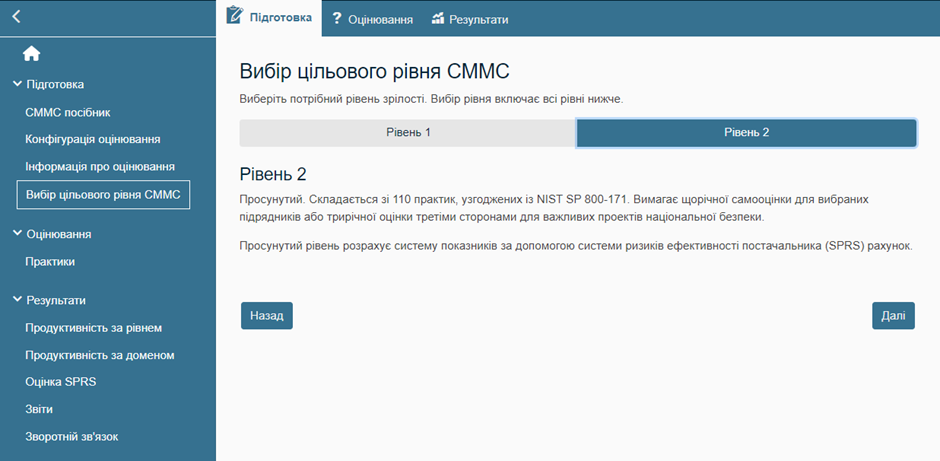 Підготовка
Оцінювання
Результати
Підготовка
СММС посібник
Конфігурація оцінювання
Інформація про оцінювання
Вибір цільового рівня СММС
Оцінювання
Практики
Результати
Продуктивність за рівнем
Продуктивність за доменом
Оцінка SPRS
Звіти
Зворотній зв'язок
Вибір цільового рівня СММС
Виберіть потрібний рівень зрілості. Вибір рівня включає всі рівні нижче.
Рівень 1
Рівень 2
Рівень 2
Просунутий. Складається зі 110 практик, узгоджених із NIST SP 800-171. Вимагає щорічної самооцінки для вибраних
підрядників або трирічної оцінки третіми сторонами для важливих проектів національної безпеки.
Просунутий рівень розрахує систему показників за допомогою системи ризиків ефективності постачальника (SPRS) рахунок.
Назад
Далі